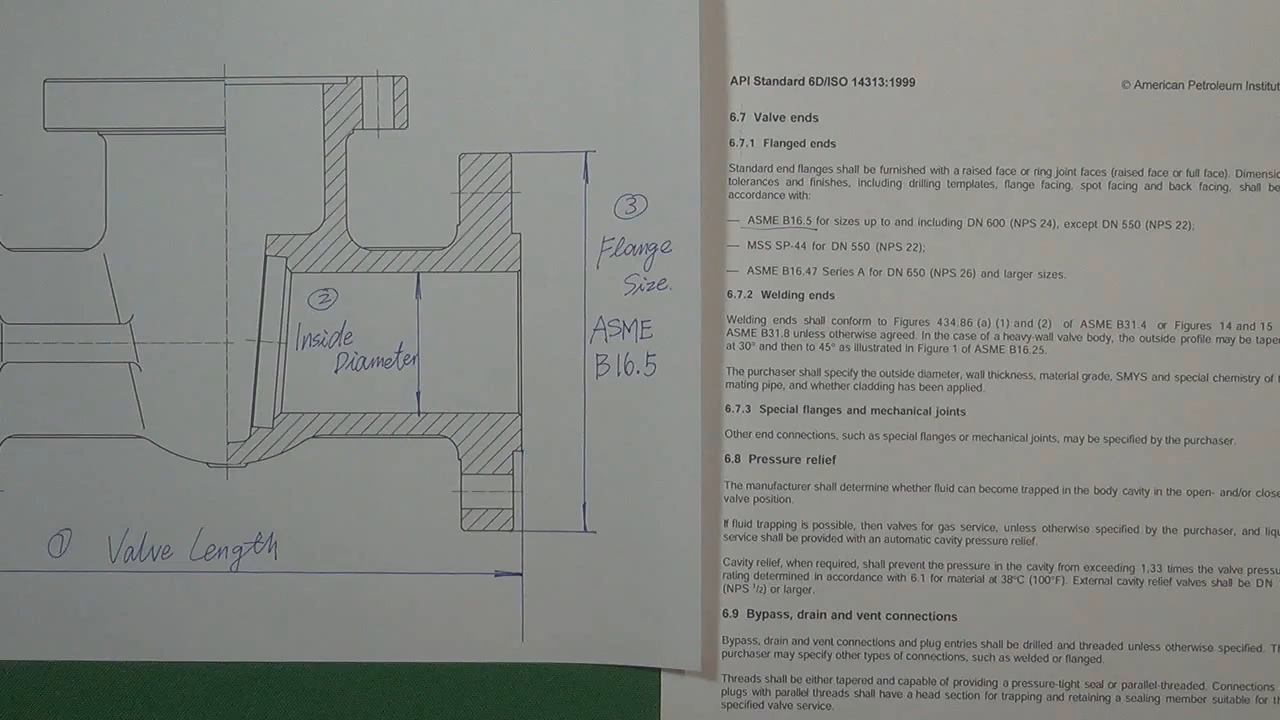 ② Inside
Diameter
③
Flange
Size.
ASME
B16.5
① Valve Length
API Standard 6D/ISO 14313:1999
© American Petroleum
6.7 Valve ends
6.7.1 Flanged ends
Standard end flanges shall be furnished with a raised face or ring joint faces (raised face or full face).
tolerances and finishes, including drilling templates, flange facing, spot facing and back facing, shall
accordance with:
— ASME B16.5 for sizes up to and including DN 600 (NPS 24), except DN 550 (NPS 22);
— MSS SP-44 for DN 550 (NPS 22);
— ASME B16.47 Series A for DN 650 (NPS 26) and larger sizes.
6.7.2 Welding ends
Welding ends shall conform to Figures 434.86 (a) (1) and (2) of ASME B31.4 or Figures 14 and 15
ASME B31.8 unless otherwise agreed. In the case of a heavy-wall valve body, the outside profile may be
at 30° and then to 45° as illustrated in Figure 1 of ASME B16.25.
The purchaser shall specify the outside diameter, wall thickness, material grade, SMYS and special chemistry of
mating pipe, and whether cladding has been applied.
6.7.3 Special flanges and mechanical joints
Other end connections, such as special flanges or mechanical joints, may be specified by the purchaser.
6.8 Pressure relief
The manufacturer shall determine whether fluid can become trapped in the body cavity in the open- and/or
valve position.
If fluid trapping is possible, then valves for gas service, unless otherwise specified by the purchaser, and
service shall be provided with an automatic cavity pressure relief.
Cavity relief, when required, shall prevent the pressure in the cavity from exceeding 1,33 times the valve
rating determined in accordance with 6.1 for material at 38°C (100°F). External cavity relief valves shall be DN
(NPS 1/2) or larger.
6.9 Bypass, drain and vent connections
Bypass, drain and vent connections and plug entries shall be drilled and threaded unless otherwise specified.
purchaser may specify other types of connections, such as welded or flanged.
Threads shall be either tapered and capable of providing a pressure-tight seal or parallel-threaded. Connections
plugs with parallel threads shall have a head section for trapping and retaining a sealing member suitable for
specified valve service.